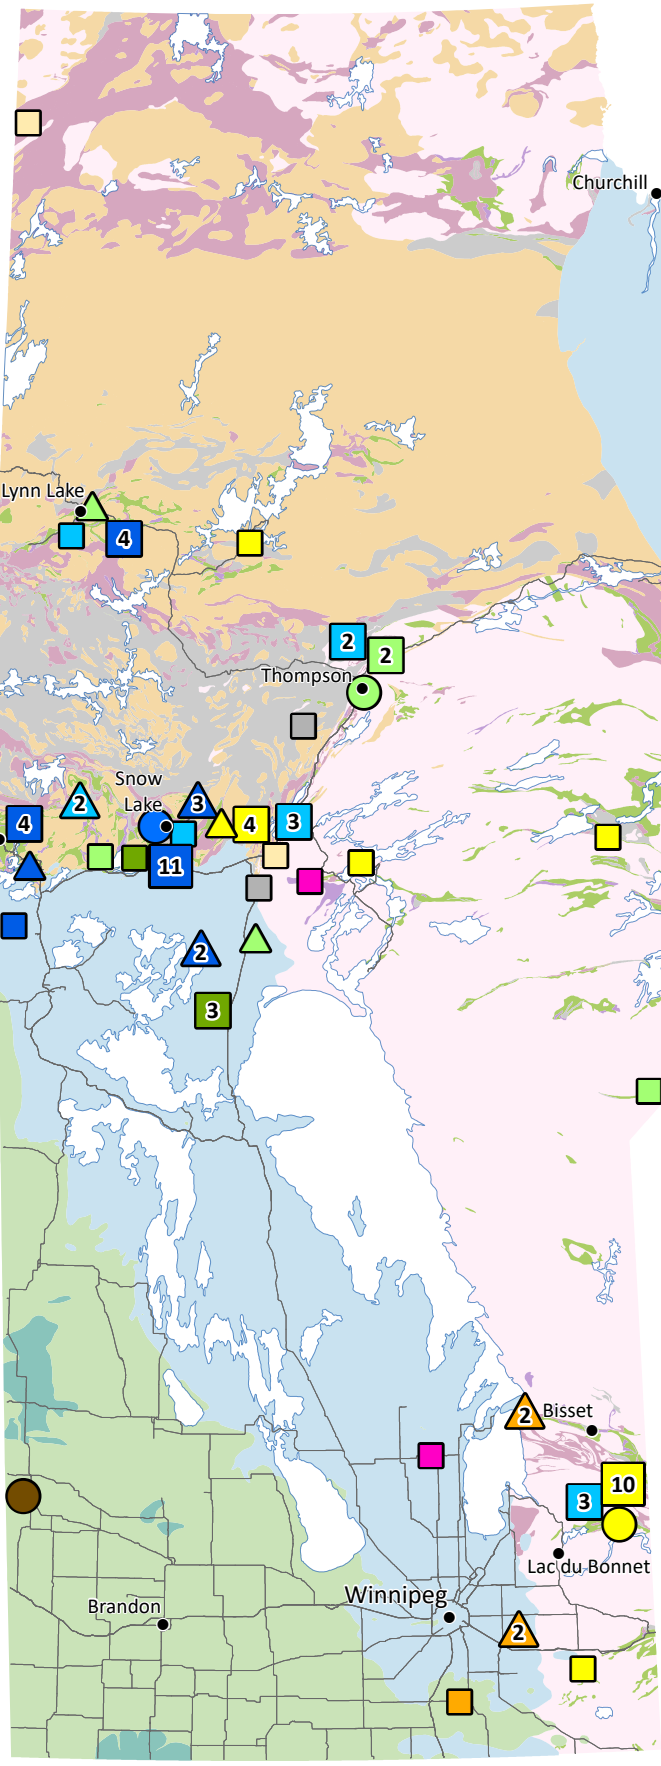 Churchill
Lynn Lake
4
2
2
Thompson
Snow
Lake
2
3
4
4
3
11
2
3
2
Bisset
10
3
Lac du Bonnet
Winnipeg
Brandon
2